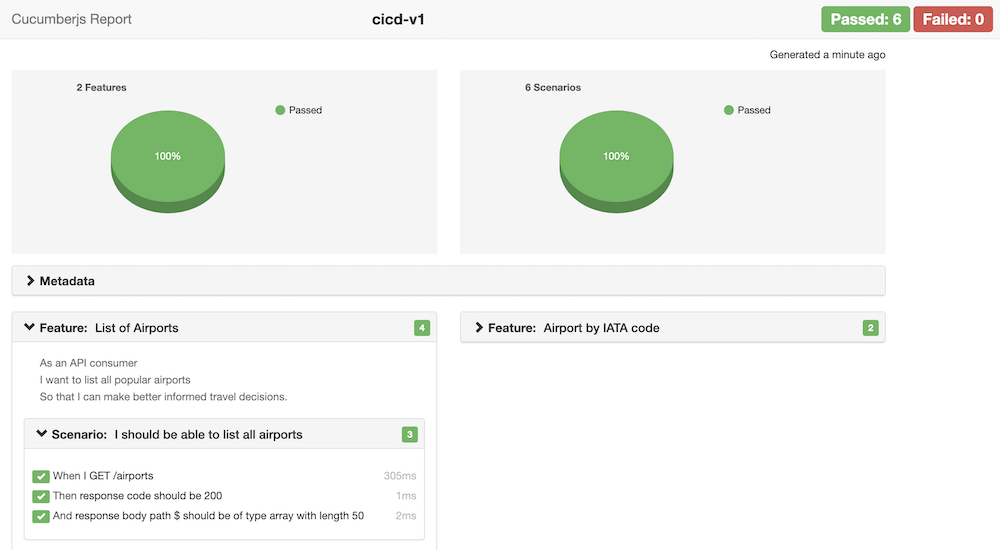 Cucumberjs Report
cicd-v1
Passed: 6
Failed: 0
Generated a minute ago
2 Features
Passed
100%
6 Scenarios
Passed
100%
Metadata
Feature: List of Airports 4
As an API consumer
I want to list all popular airports
So that I can make better informed travel decisions.
Scenario: I should be able to list all airports 3
When I GET /airports 305ms
Then response code should be 200 1ms
And response body path $ should be of type array with length 50 2ms
Feature: Airport by IATA code 2